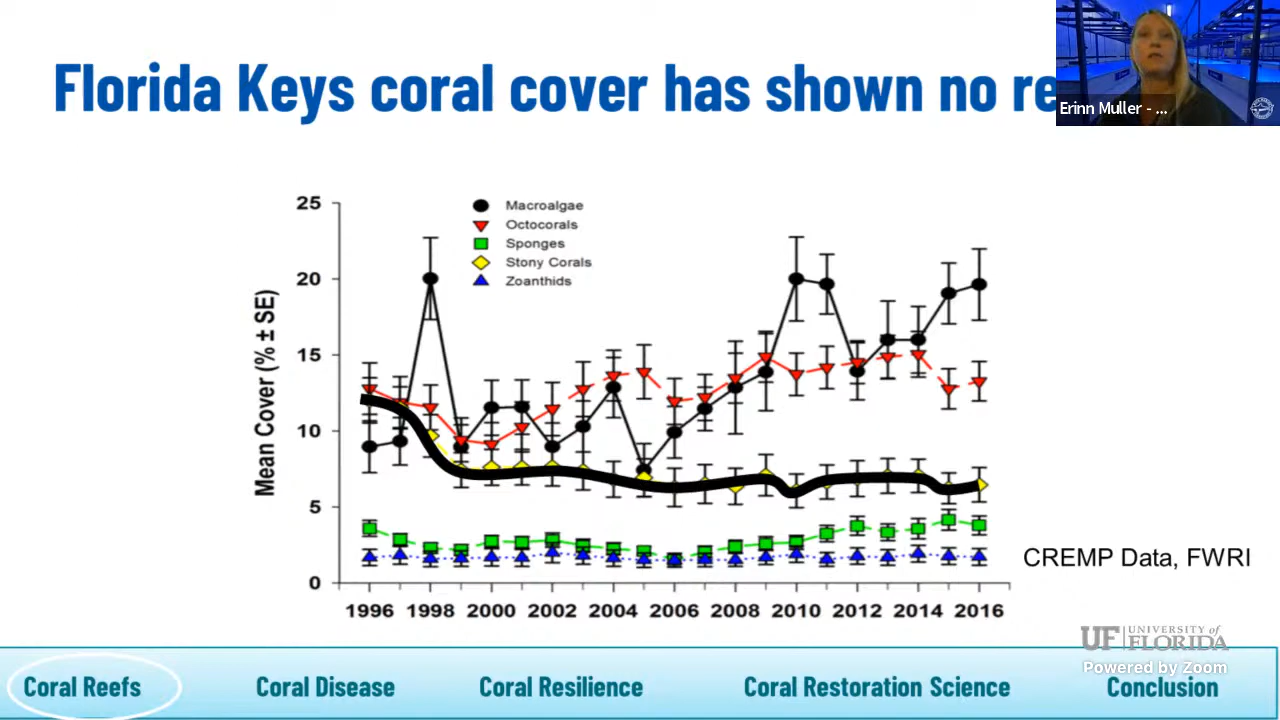 Florida Keys coral cover has shown no re
Erinn Muller - ...
25
20
15
10
5
0
Mean Cover (% ± SE)
Macroalgae
Octocorals
Sponges
Stony Corals
Zoanthids
1996 1998 2000 2002 2004 2006 2008 2010 2012 2014 2016
CREMP Data, FWRI
UF UNIVERSITY of FLORIDA
Powered by Zoom
Coral Reefs Coral Disease Coral Resilience Coral Restoration Science Conclusion